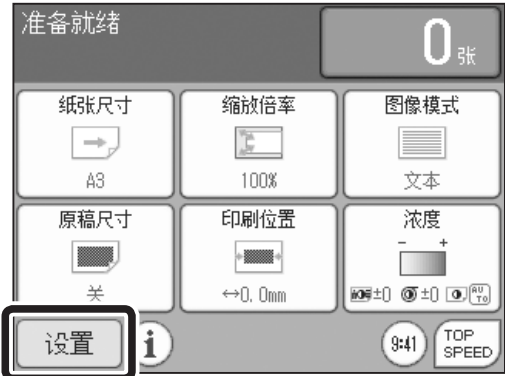 准备就绪
0张
纸张尺寸 缩放倍率 图像模式
A3 100% 文本
原稿尺寸 印刷位置 浓度
- +
关 ↔0.0mm ±0 ±0 AUTO
设置 i 9:41 TOP SPEED